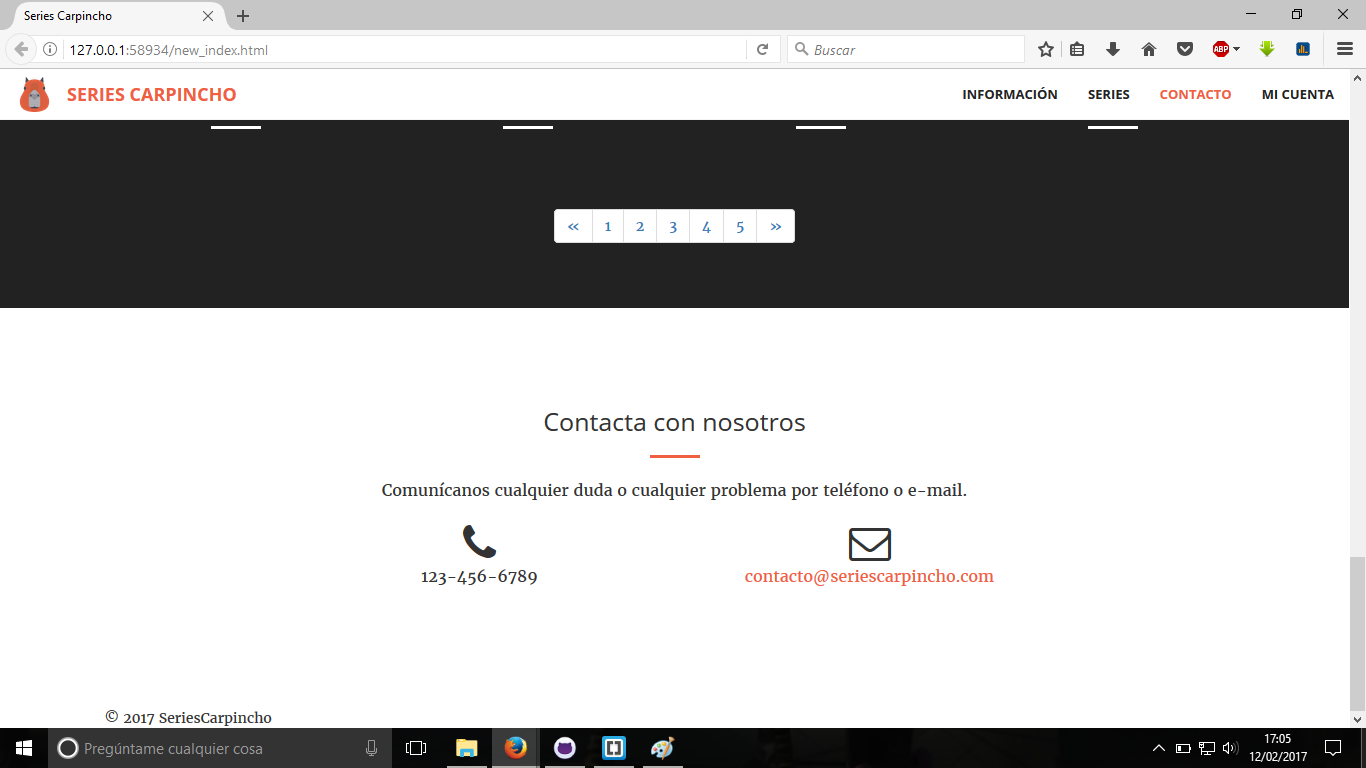 Series Carpincho
127.0.0.1:58934/new_index.html
Buscar
ABP
SERIES CARPINCHO
INFORMACIÓN SERIES CONTACTO MI CUENTA
« 1 2 3 4 5 »
Contacta con nosotros
Comunícanos cualquier duda o cualquier problema por teléfono o e-mail.
123-456-6789 contacto@seriescarpincho.com
© 2017 SeriesCarpincho
Pregúntame cualquier cosa
17:05
12/02/2017